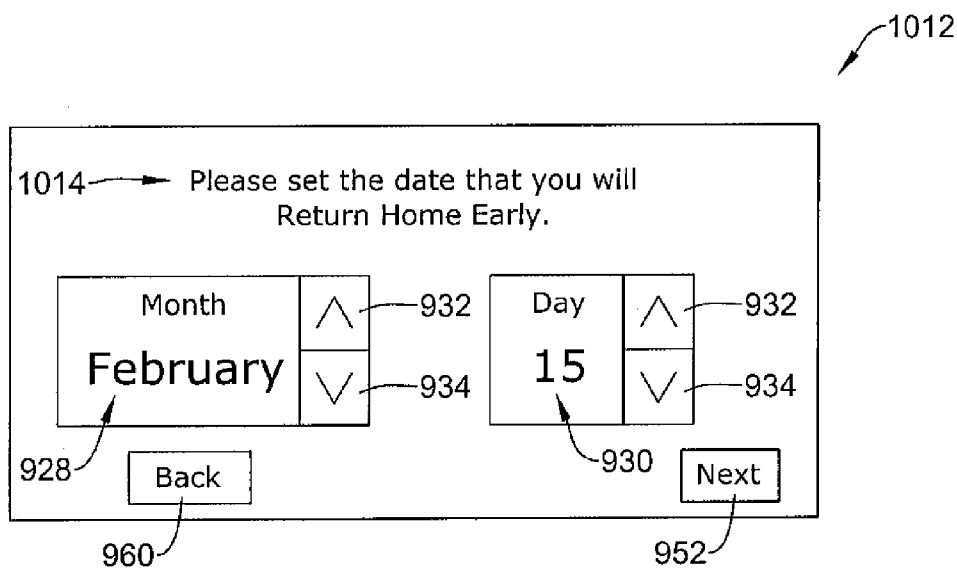 1012
1014 Please set the date that you will
Return Home Early.
Month 932 Day 932
February 934 15 934
928 930
Back Next
960 952